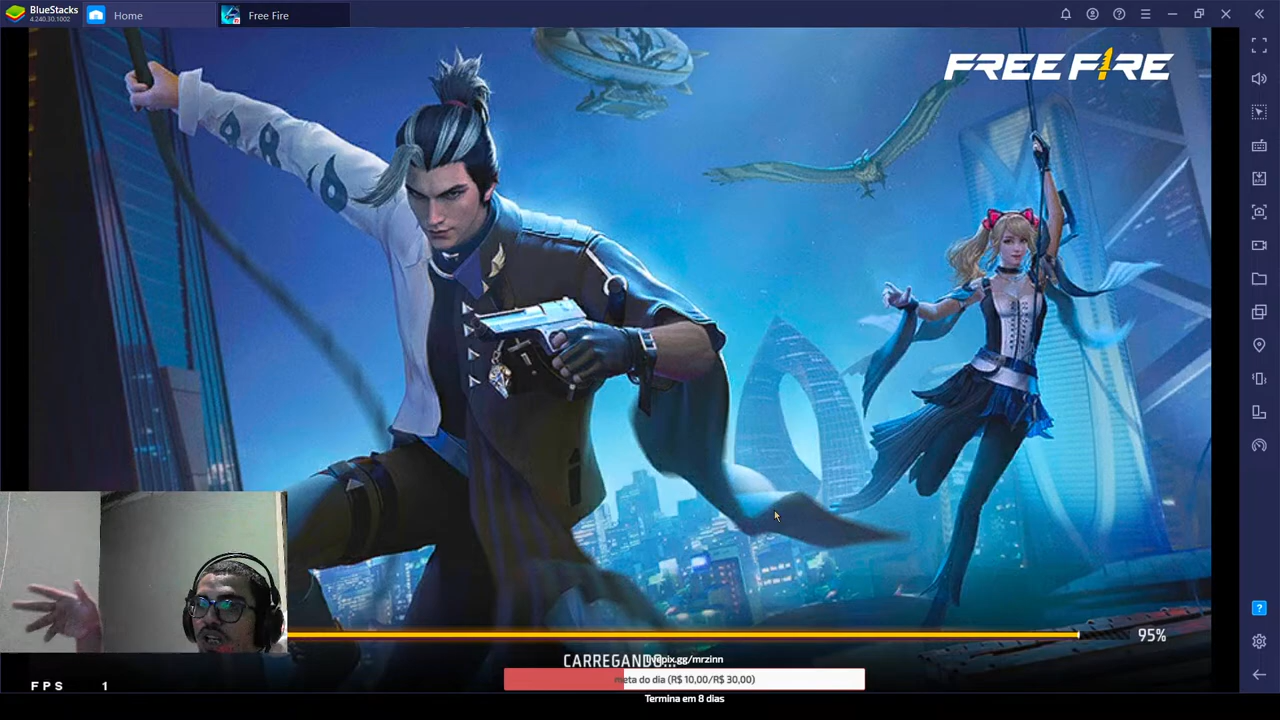 BlueStacks
4.240.30.1002
Home
Free Fire
FREE FIRE
95%
CARREGANDO...
livepix.gg/mrzinn
meta do dia (R$ 10,00/R$ 30,00)
Termina em 8 dias
FPS 1